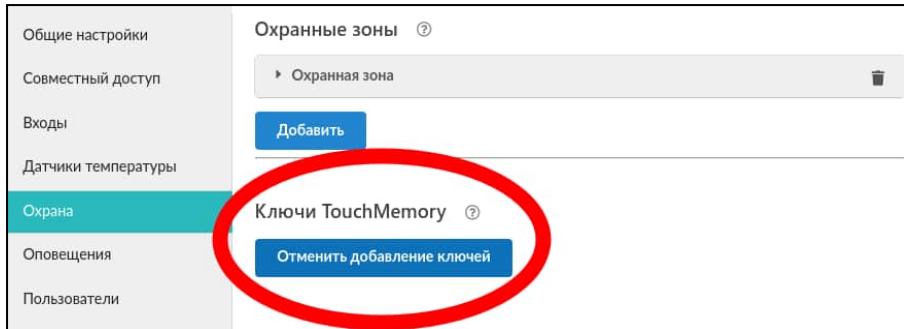 Общие настройки
Совместный доступ
Входы
Датчики температуры
Охрана
Оповещения
Пользователи
Охранные зоны ?
Охранная зона
Добавить
Ключи TouchMemory ?
Отменить добавление ключей